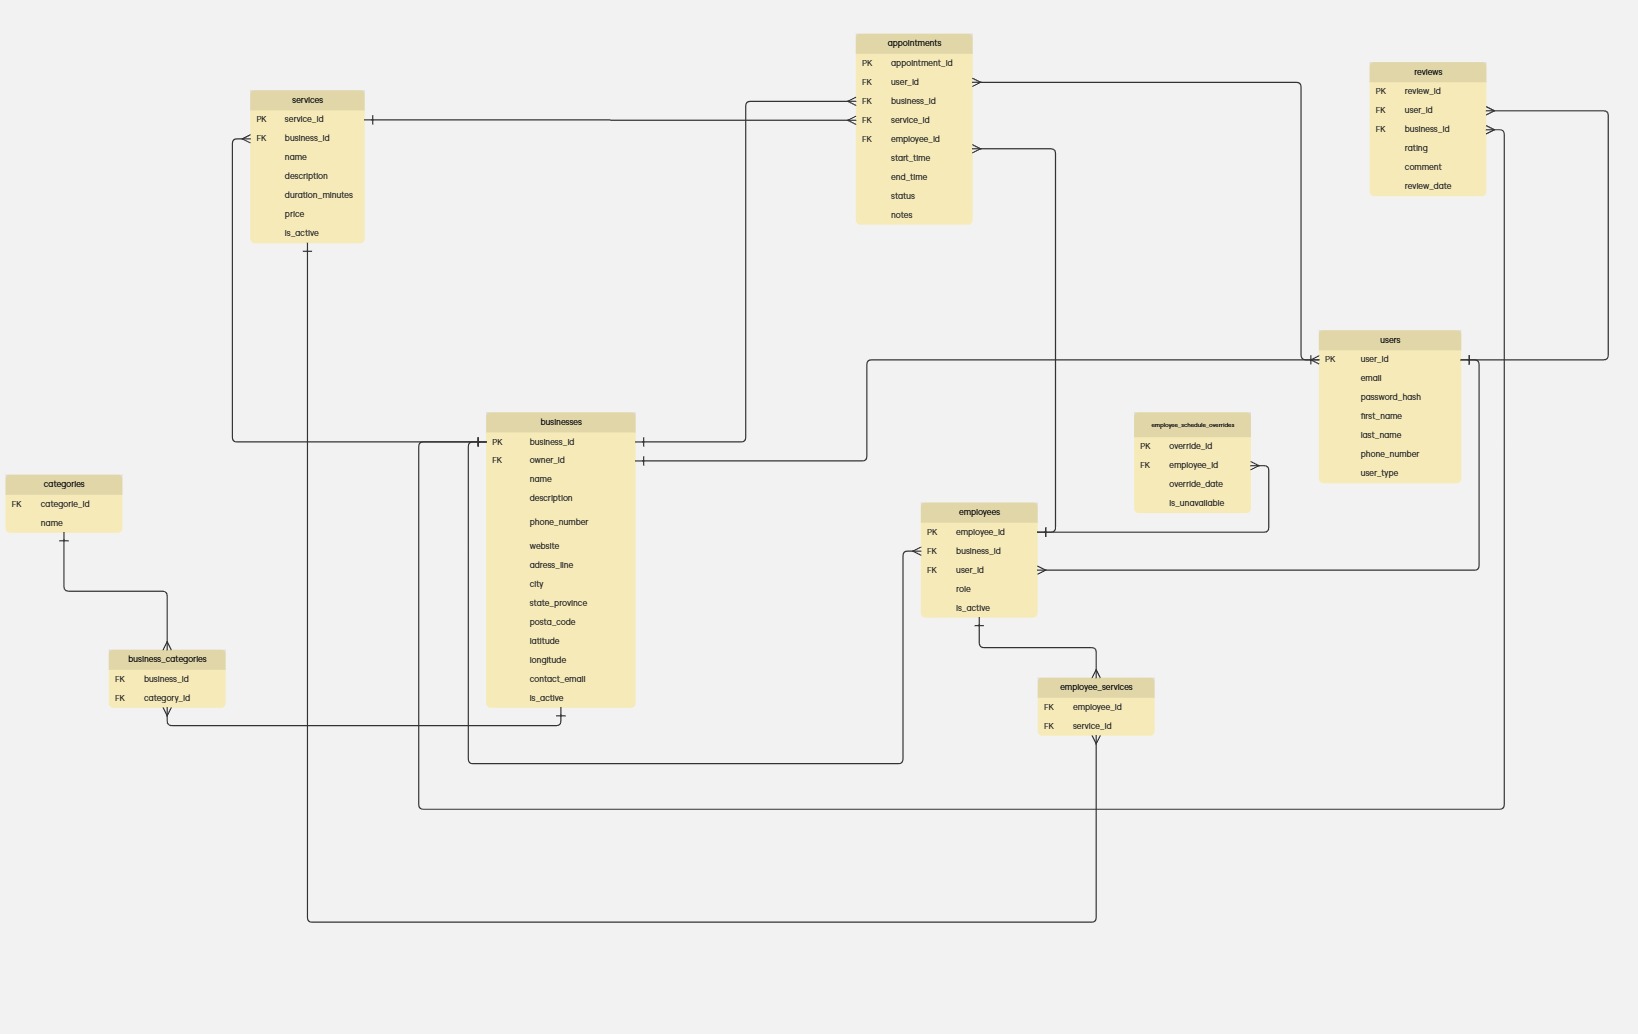 appointments
PK appointment_id
FK user_id
FK business_id
FK service_id
FK employee_id
start_time
end_time
status
notes
reviews
PK review_id
FK user_id
FK business_id
rating
comment
review_date
services
PK service_id
FK business_id
name
description
duration_minutes
price
is_active
users
PK user_id
email
password_hash
first_name
last_name
phone_number
user_type
businesses
PK business_id
FK owner_id
name
description
phone_number
website
adress_line
city
state_province
posta_code
latitude
longitude
contact_email
is_active
employee_schedule_overrides
PK override_id
FK employee_id
override_date
is_unavailable
categories
FK categorie_id
name
employees
PK employee_id
FK business_id
FK user_id
role
is_active
business_categories
FK business_id
FK category_id
employee_services
FK employee_id
FK service_id